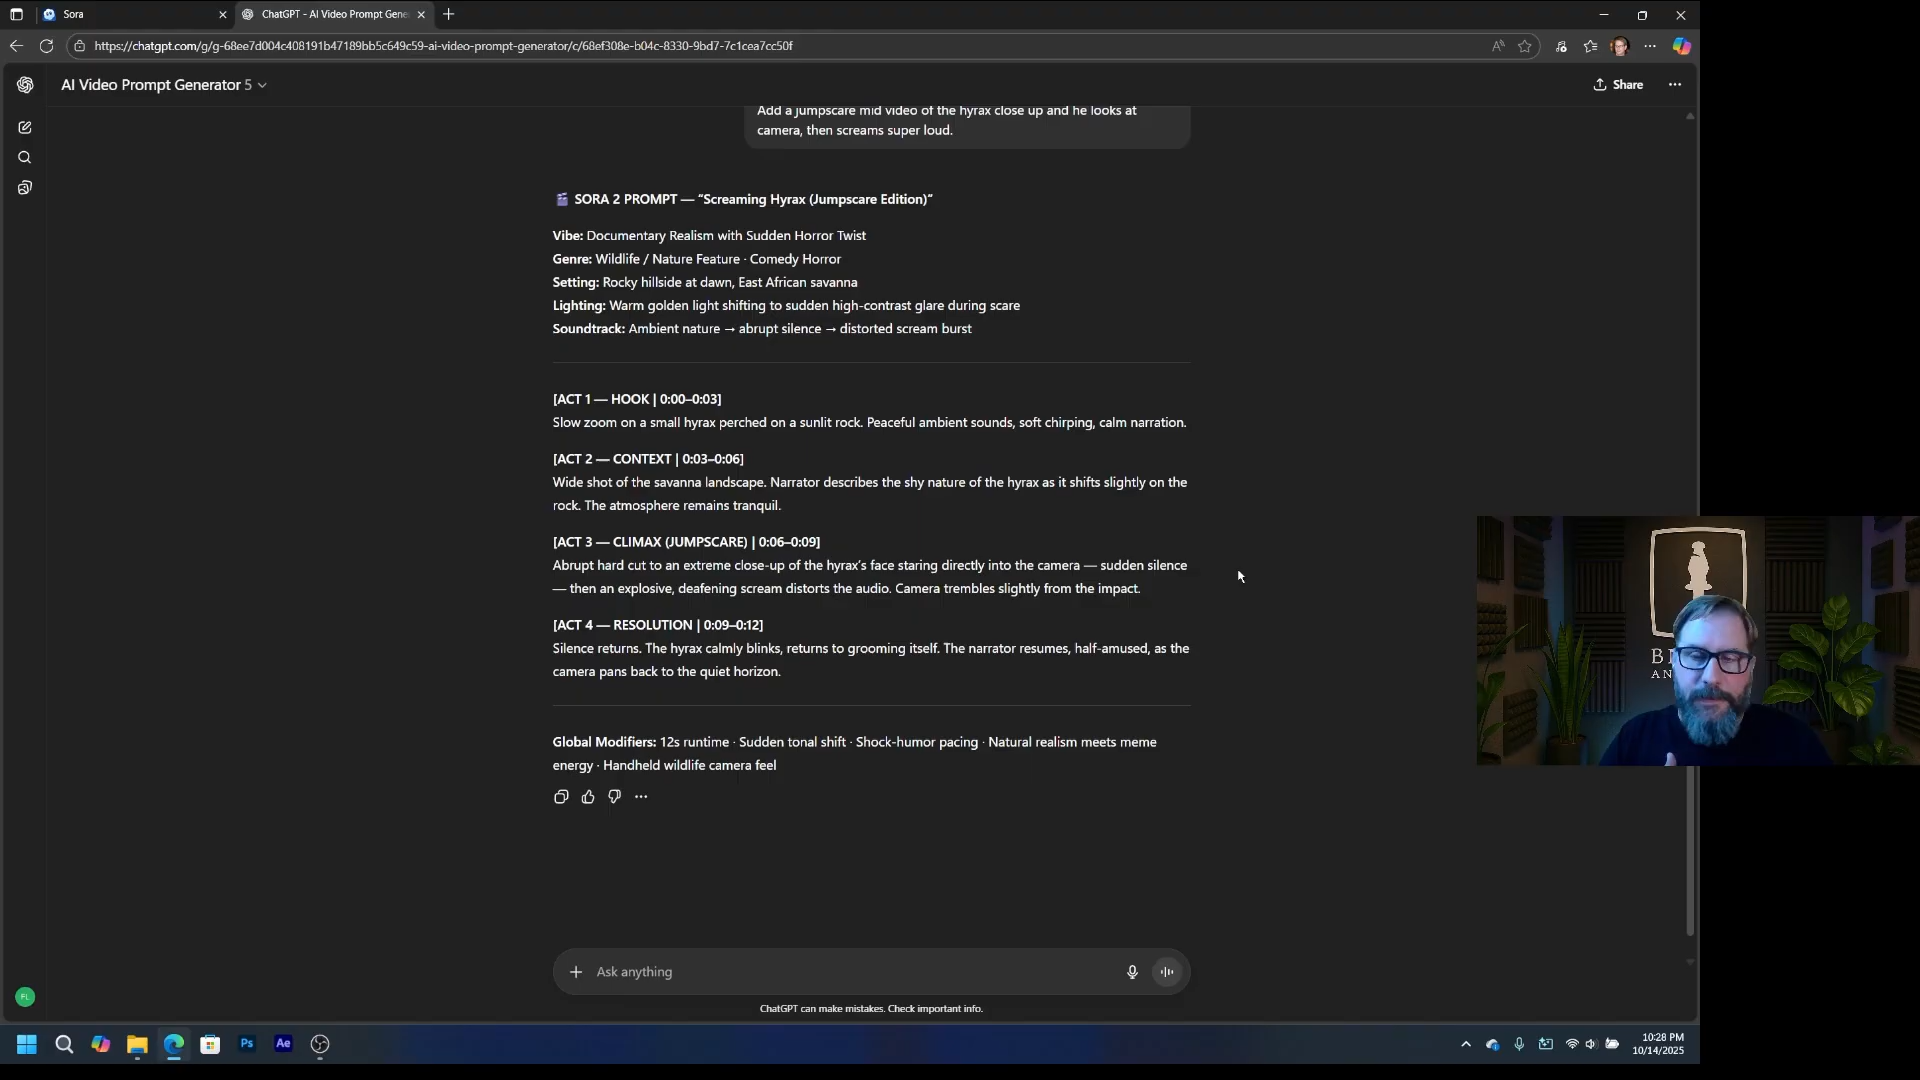 Sora
ChatGPT - AI Video Prompt Gene
https://chatgpt.com/g/g-68ee7d004c408191b47189bb5c649c59-ai-video-prompt-generator/c/68ef308e-b04c-8330-9bd7-7c1cea7cc50f
AI Video Prompt Generator 5
Share
Add a jumpscare mid video of the hyrax close up and he looks at
camera, then screams super loud.
SORA 2 PROMPT — “Screaming Hyrax (Jumpscare Edition)”
Vibe: Documentary Realism with Sudden Horror Twist
Genre: Wildlife / Nature Feature · Comedy Horror
Setting: Rocky hillside at dawn, East African savanna
Lighting: Warm golden light shifting to sudden high-contrast glare during scare
Soundtrack: Ambient nature → abrupt silence → distorted scream burst
[ACT 1 — HOOK | 0:00–0:03]
Slow zoom on a small hyrax perched on a sunlit rock. Peaceful ambient sounds, soft chirping, calm narration.
[ACT 2 — CONTEXT | 0:03–0:06]
Wide shot of the savanna landscape. Narrator describes the shy nature of the hyrax as it shifts slightly on the
rock. The atmosphere remains tranquil.
[ACT 3 — CLIMAX (JUMPSCARE) | 0:06–0:09]
Abrupt hard cut to an extreme close-up of the hyrax’s face staring directly into the camera — sudden silence
— then an explosive, deafening scream distorts the audio. Camera trembles slightly from the impact.
[ACT 4 — RESOLUTION | 0:09–0:12]
Silence returns. The hyrax calmly blinks, returns to grooming itself. The narrator resumes, half-amused, as the
camera pans back to the quiet horizon.
Global Modifiers: 12s runtime · Sudden tonal shift · Shock-humor pacing · Natural realism meets meme
energy · Handheld wildlife camera feel
Ask anything
ChatGPT can make mistakes. Check important info.
FL
Ps
Ae
10:28 PM
10/14/2025